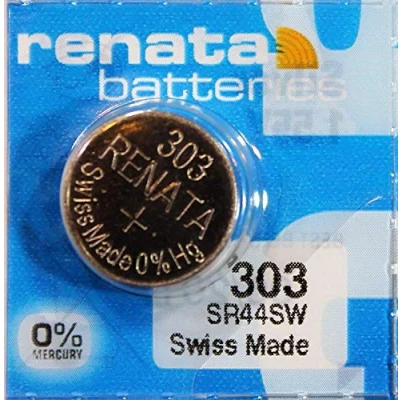 renata
batteries
303
RENATA
+
Swiss Made 0% Hg
303
SR44SW
Swiss Made
0%
MERCURY